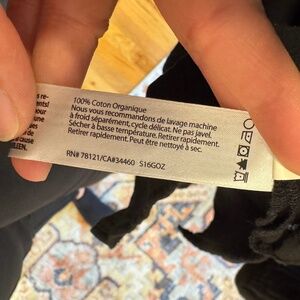 100% Coton Organique
Nous vous recommandons de lavage machine
à froid séparément, cycle délicat. Ne pas javel.
Sécher à basse température. Retirer rapidement.
Retirer rapidement. Peut être nettoyé à sec.
RN# 78121/CA#34460 S16GOZ